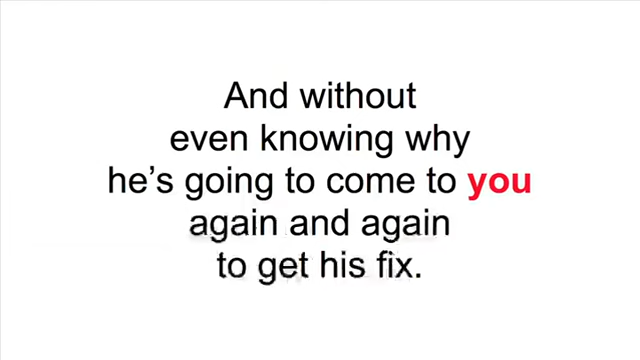 And without
even knowing why
he's going to come to you
again and again
to get his fix.